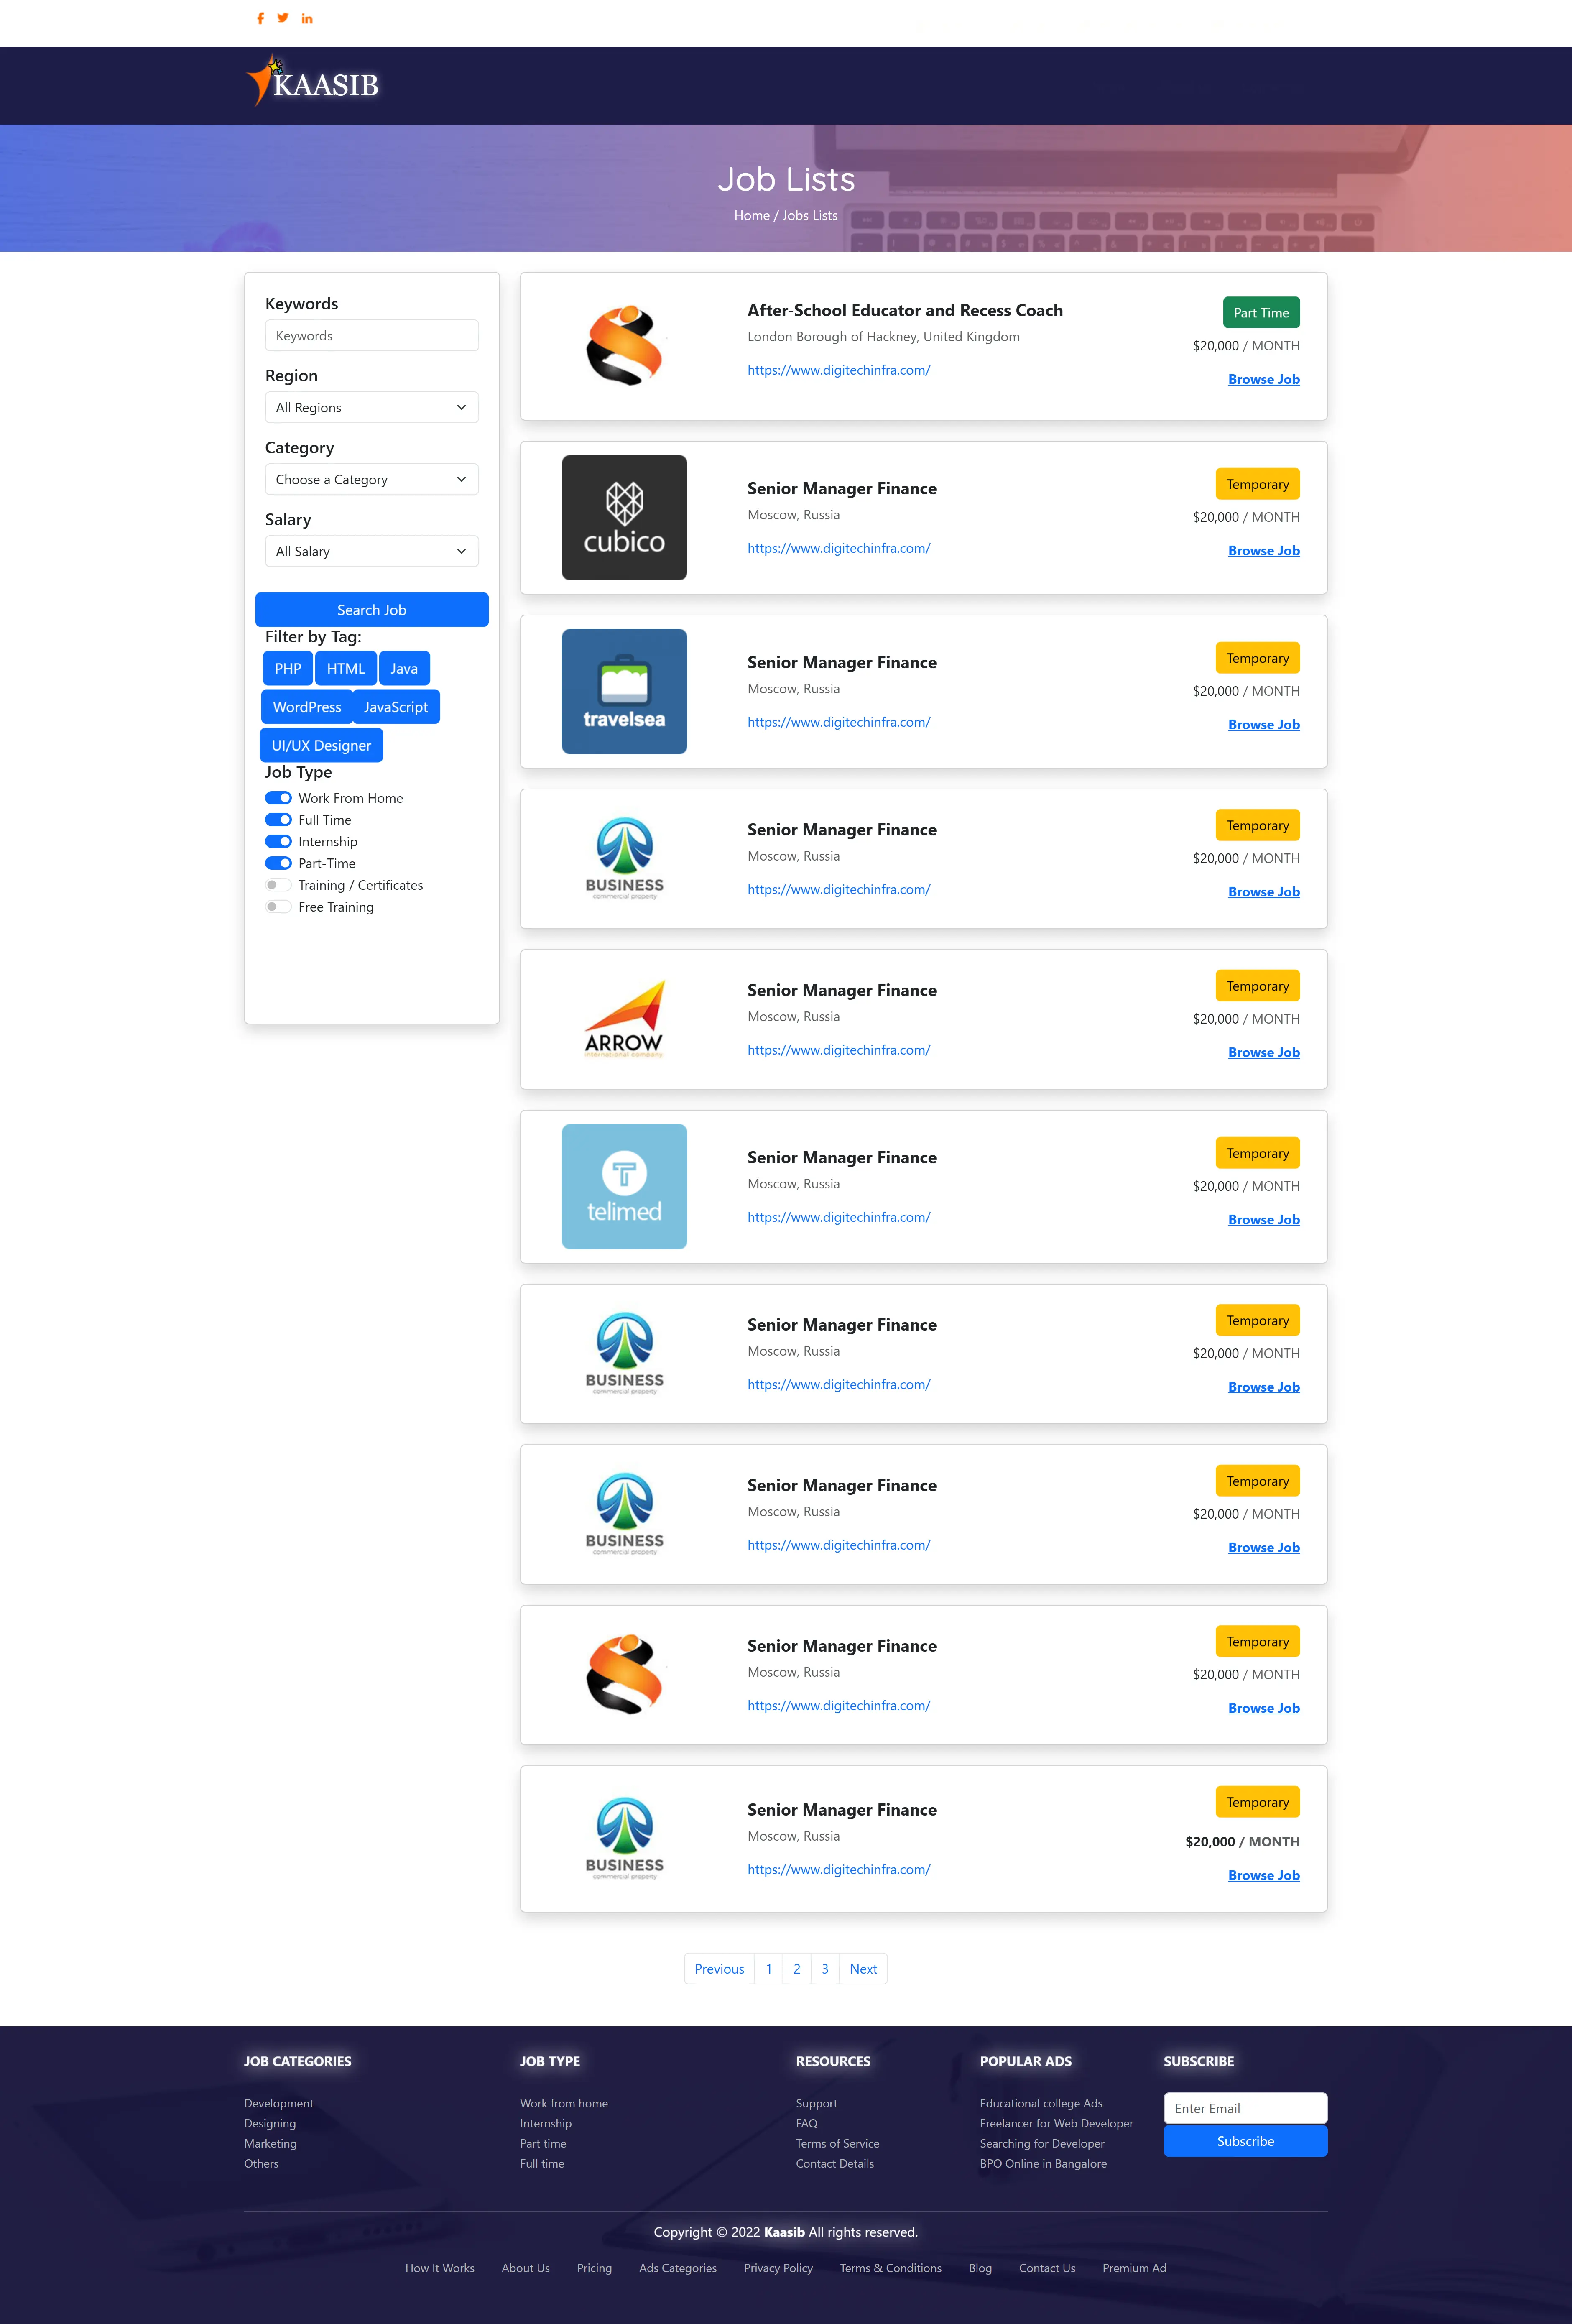 KAASIB
Job Lists
Home / Jobs Lists
Keywords
Keywords
Region
All Regions
Category
Choose a Category
Salary
All Salary
Search Job
Filter by Tag:
PHP HTML Java
WordPress JavaScript
UI/UX Designer
Job Type
Work From Home
Full Time
Internship
Part-Time
Training / Certificates
Free Training
After-School Educator and Recess Coach
London Borough of Hackney, United Kingdom
https://www.digitechinfra.com/
Part Time
$20,000 / MONTH
Browse Job
cubico
Senior Manager Finance
Moscow, Russia
https://www.digitechinfra.com/
Temporary
$20,000 / MONTH
Browse Job
travelsea
Senior Manager Finance
Moscow, Russia
https://www.digitechinfra.com/
Temporary
$20,000 / MONTH
Browse Job
BUSINESS
commercial property
Senior Manager Finance
Moscow, Russia
https://www.digitechinfra.com/
Temporary
$20,000 / MONTH
Browse Job
ARROW
international company
Senior Manager Finance
Moscow, Russia
https://www.digitechinfra.com/
Temporary
$20,000 / MONTH
Browse Job
telimed
Senior Manager Finance
Moscow, Russia
https://www.digitechinfra.com/
Temporary
$20,000 / MONTH
Browse Job
BUSINESS
commercial property
Senior Manager Finance
Moscow, Russia
https://www.digitechinfra.com/
Temporary
$20,000 / MONTH
Browse Job
BUSINESS
commercial property
Senior Manager Finance
Moscow, Russia
https://www.digitechinfra.com/
Temporary
$20,000 / MONTH
Browse Job
Senior Manager Finance
Moscow, Russia
https://www.digitechinfra.com/
Temporary
$20,000 / MONTH
Browse Job
BUSINESS
commercial property
Senior Manager Finance
Moscow, Russia
https://www.digitechinfra.com/
Temporary
$20,000 / MONTH
Browse Job
Previous 1 2 3 Next
JOB CATEGORIES
Development
Designing
Marketing
Others
JOB TYPE
Work from home
Internship
Part time
Full time
RESOURCES
Support
FAQ
Terms of Service
Contact Details
POPULAR ADS
Educational college Ads
Freelancer for Web Developer
Searching for Developer
BPO Online in Bangalore
SUBSCRIBE
Enter Email
Subscribe
Copyright © 2022 Kaasib All rights reserved.
How It Works About Us Pricing Ads Categories Privacy Policy Terms & Conditions Blog Contact Us Premium Ad